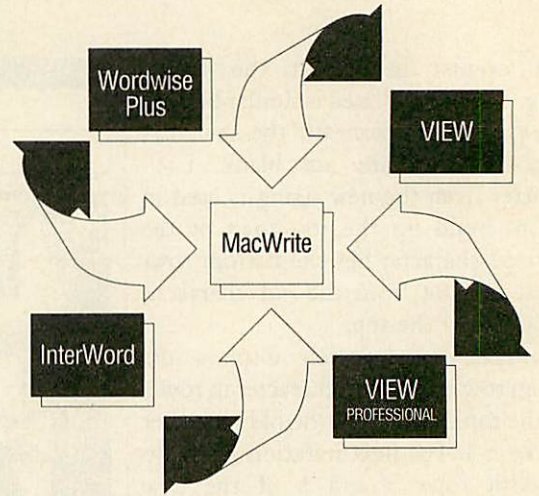 Wordwise
Plus
VIEW
MacWrite
InterWord
VIEW
PROFESSIONAL